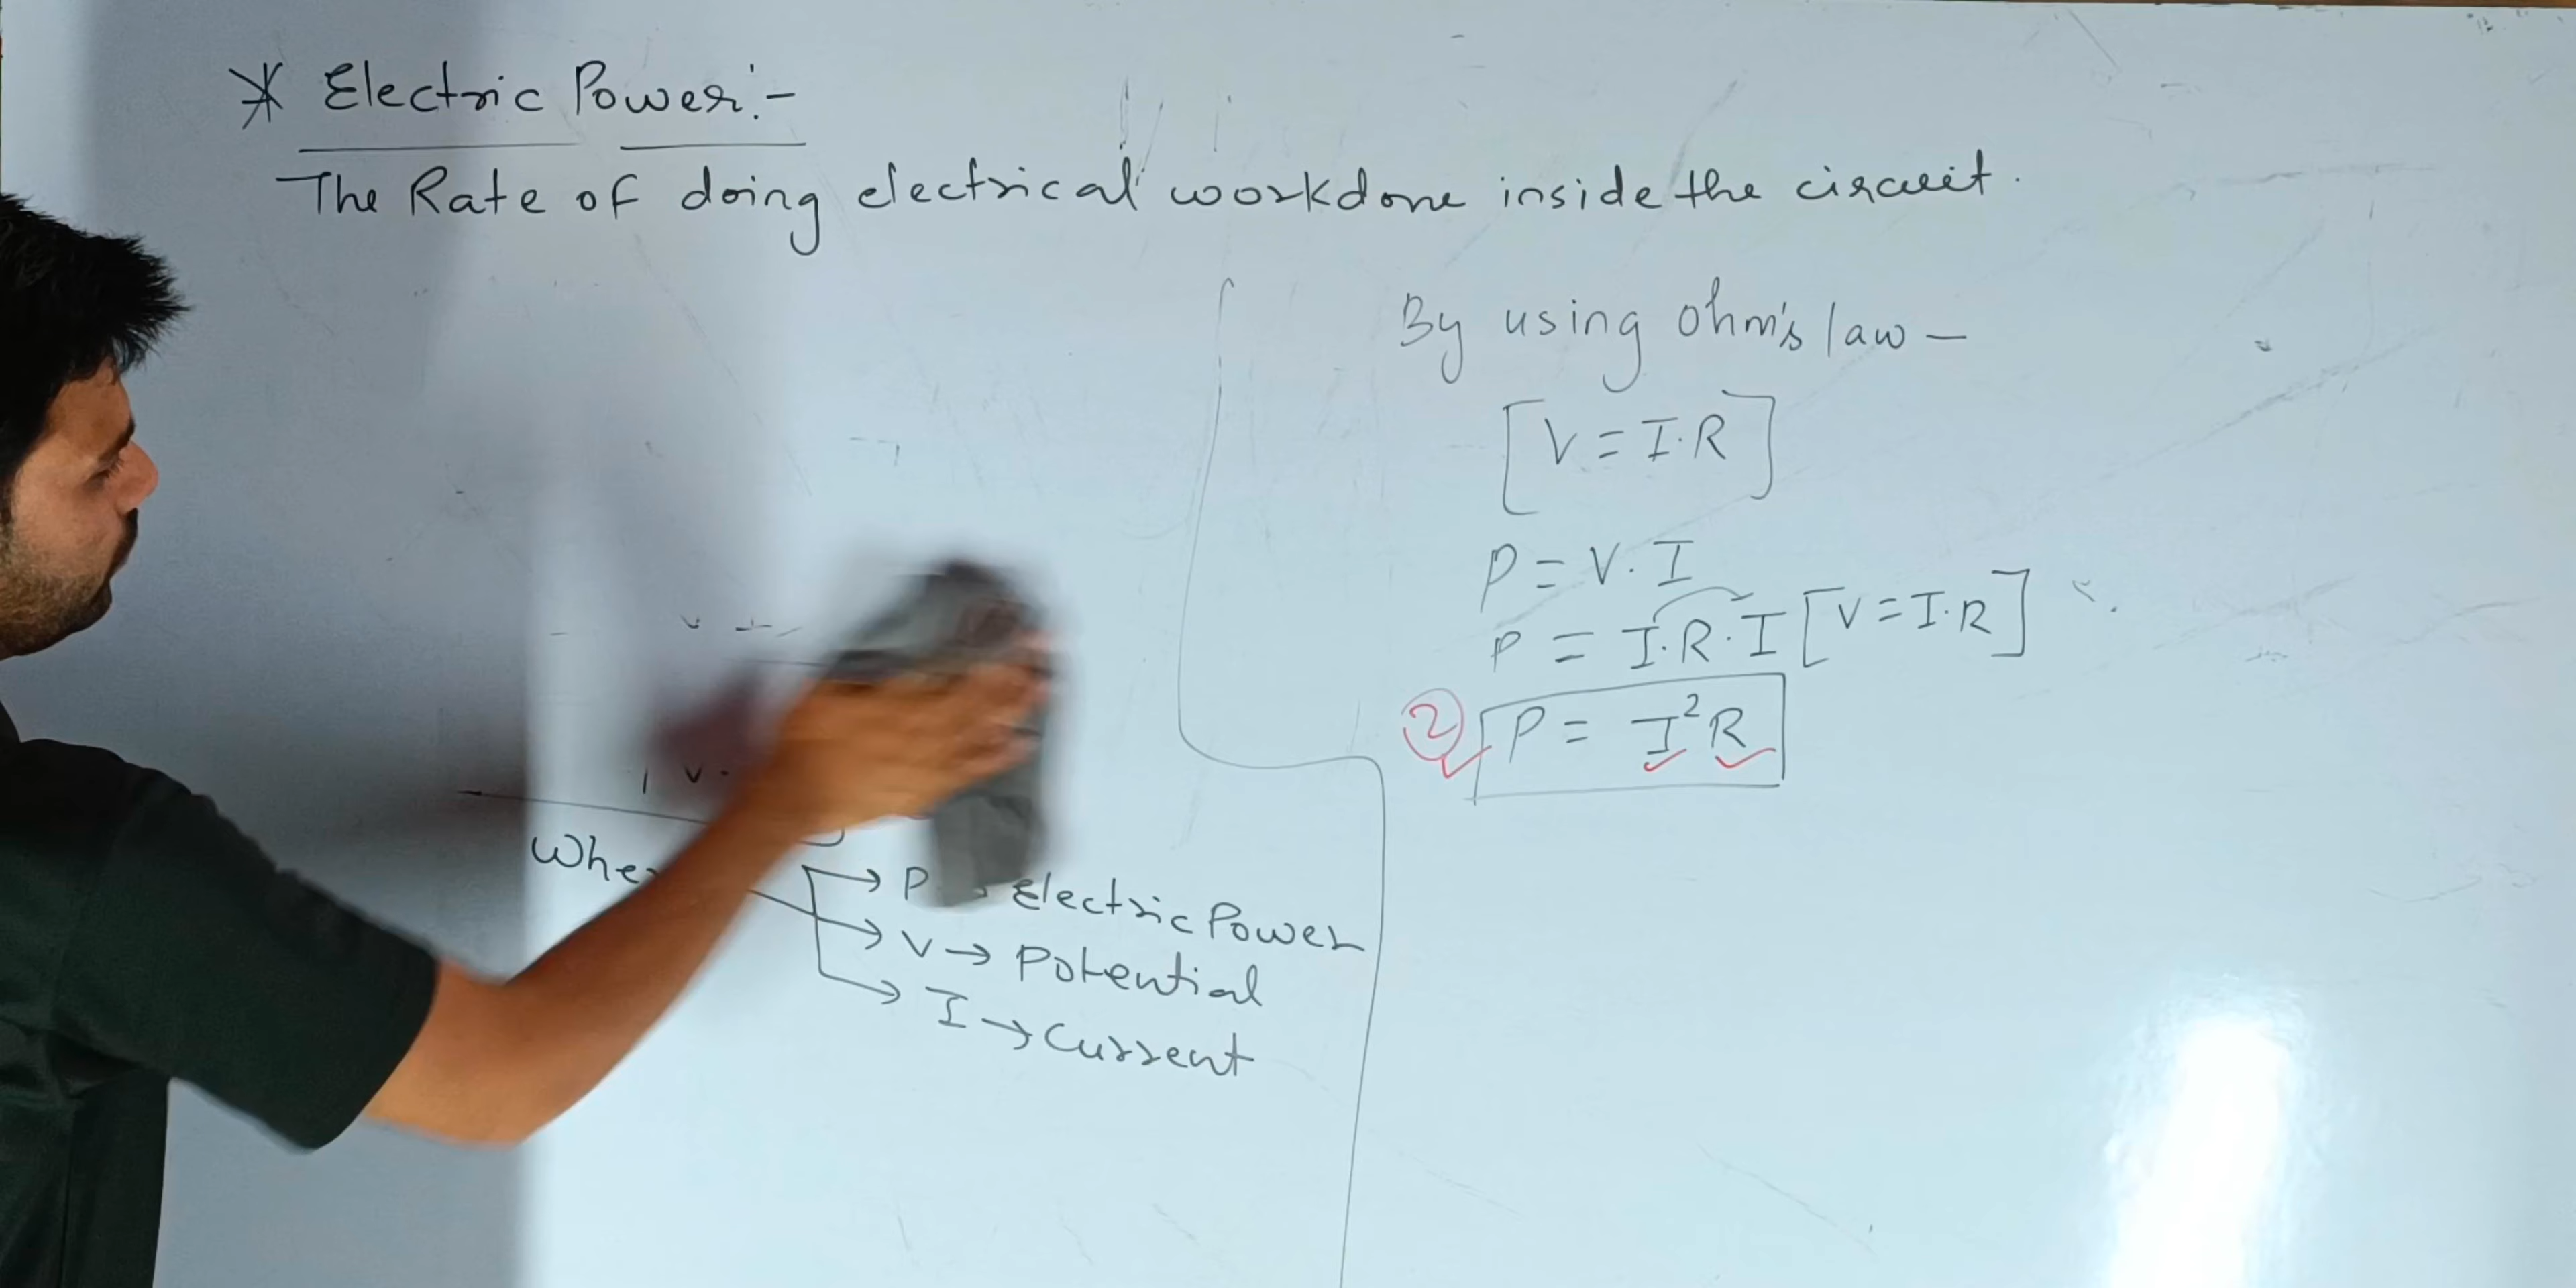 * Electric Power:-
The Rate of doing electrical workdone inside the circuit.
→ P Electric Power
→ V → Potential
→ I → Current
By using ohm's law -
[V = I.R]
P = V. I
P = I.R.I [V = I.R]
2 P = I²R